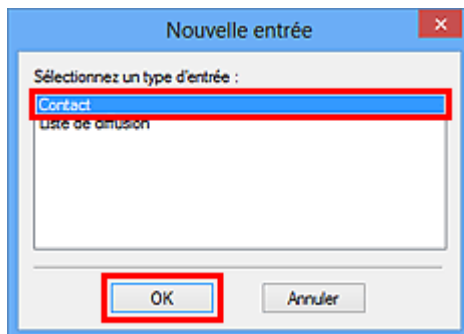 Nouvelle entrée
Sélectionnez un type d'entrée :
Contact
Liste de diffusion
OK
Annuler